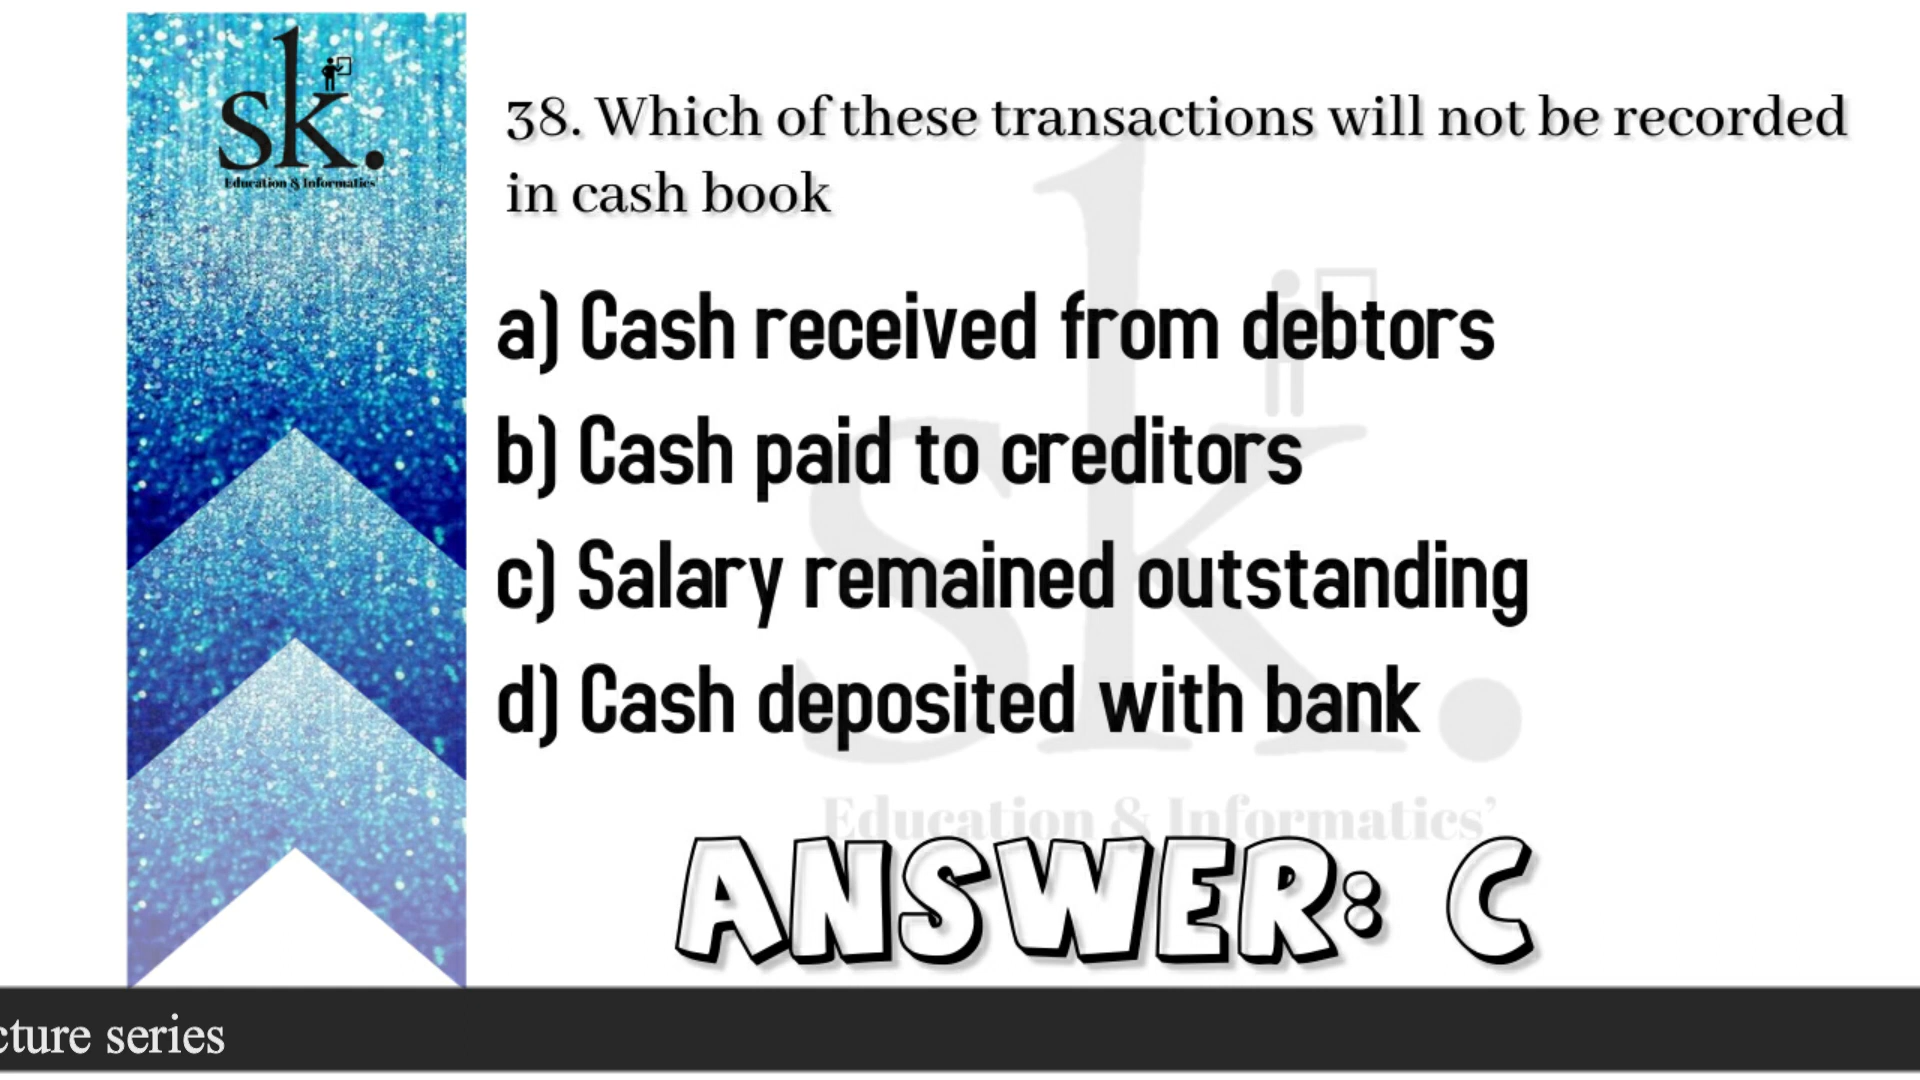 sk.
Education & Informatics'
38. Which of these transactions will not be recorded
in cash book
a) Cash received from debtors
b) Cash paid to creditors
c) Salary remained outstanding
d) Cash deposited with bank
sk.
Education & Informatics'
ANSWER: C
cture series